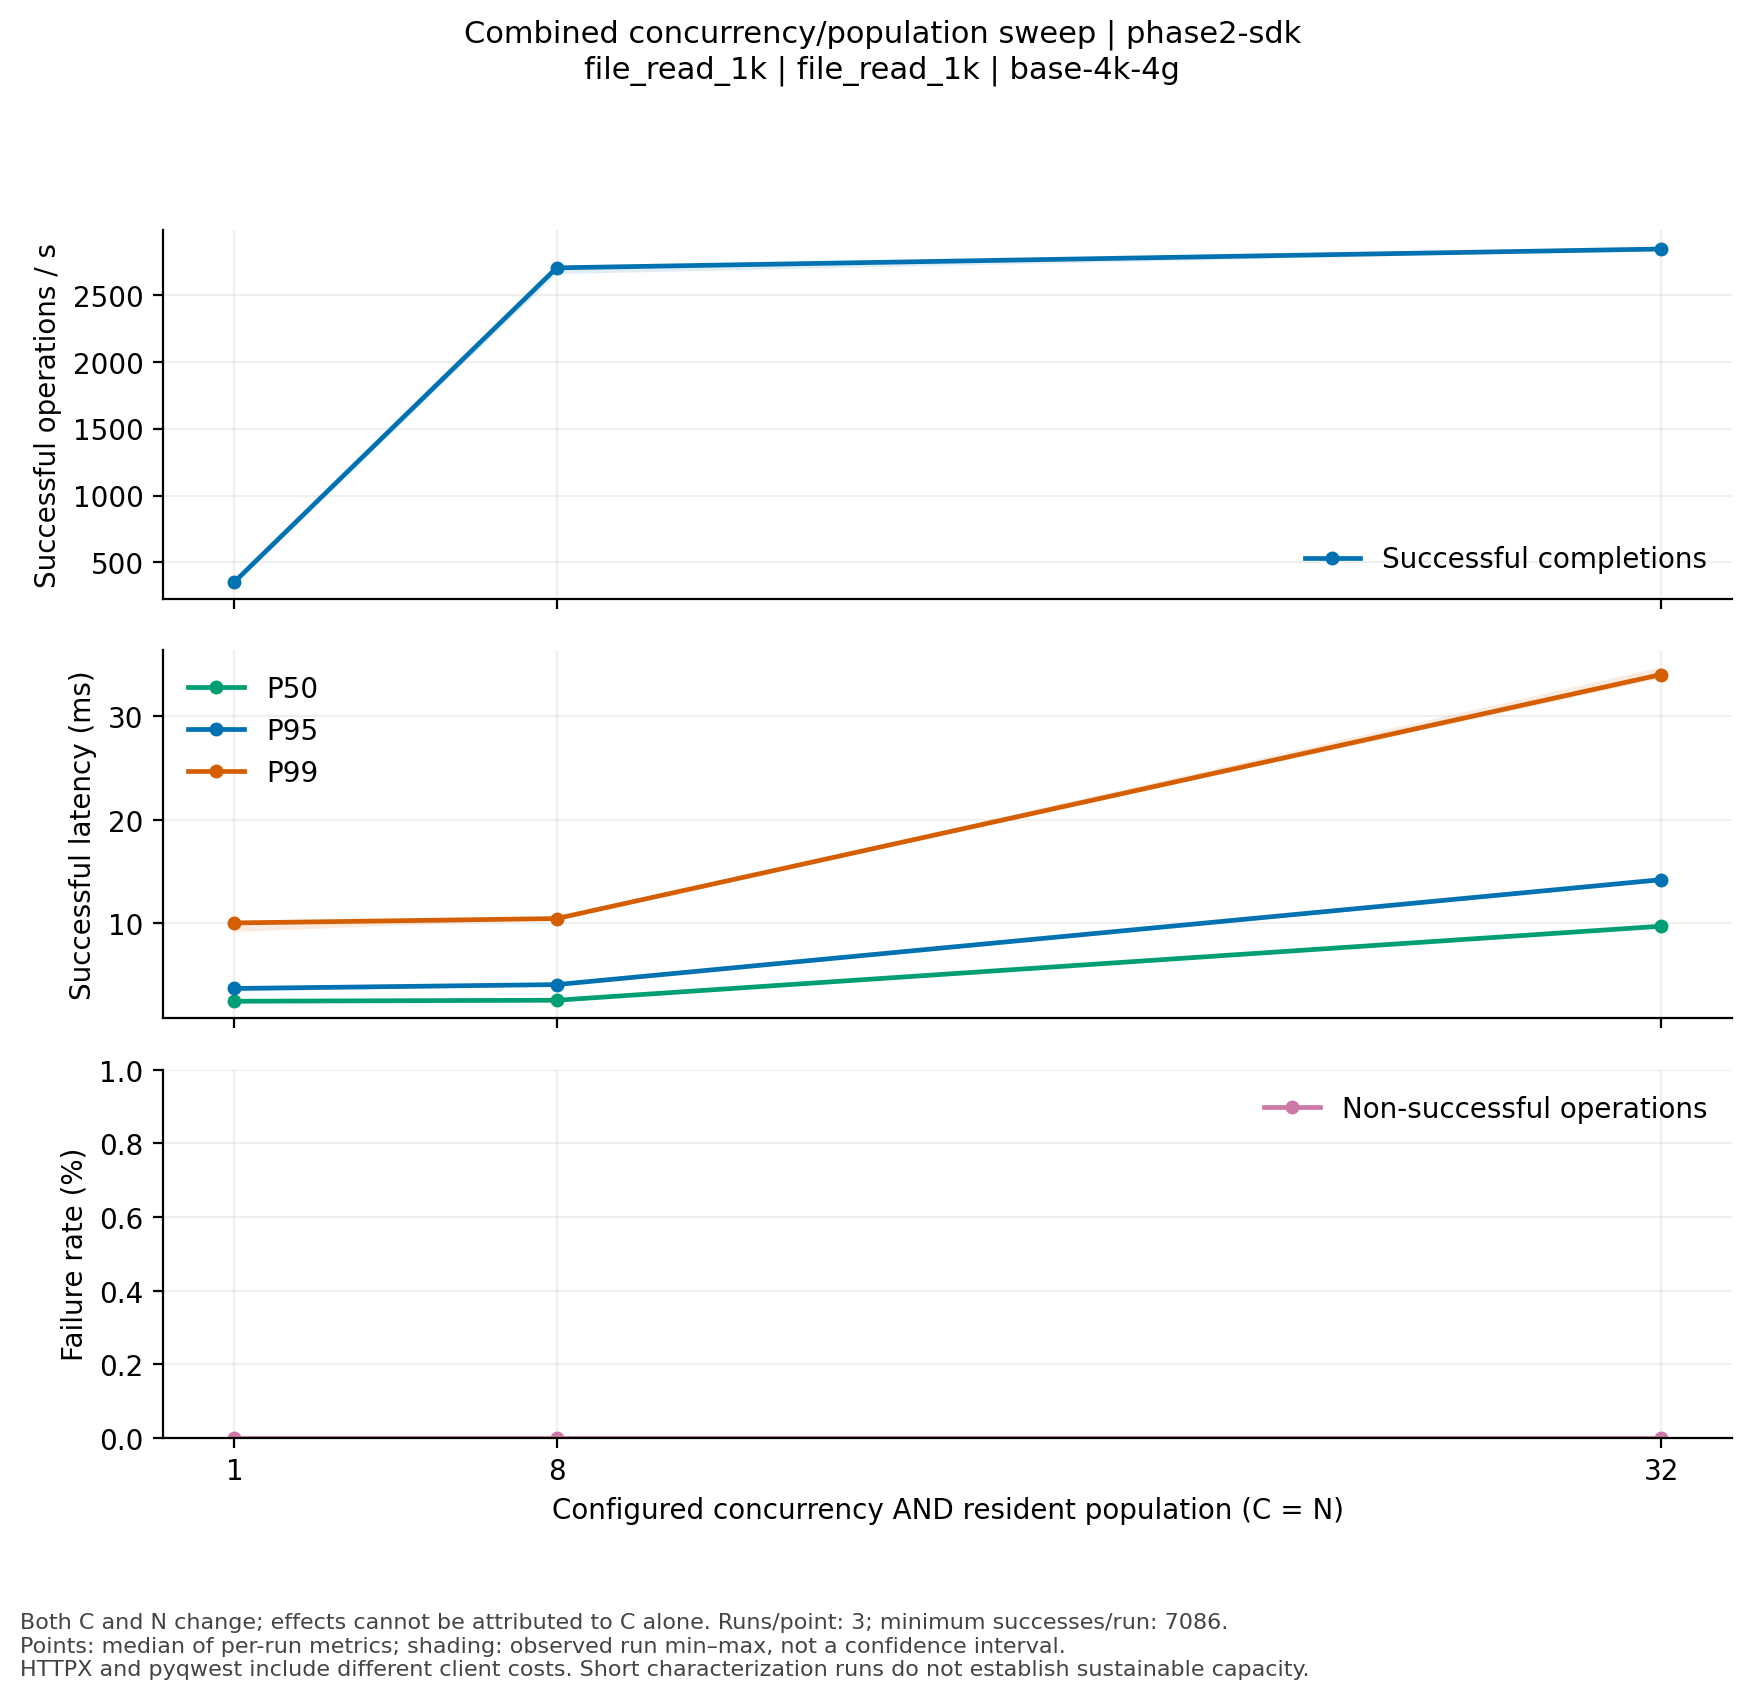 Combined concurrency/population sweep | phase2-sdk
file_read_1k | file_read_1k | base-4k-4g
Successful operations / s
2500
2000
1500
1000
500
Successful completions
Successful latency (ms)
30
20
10
P50
P95
P99
Failure rate (%)
1.0
0.8
0.6
0.4
0.2
0.0
Non-successful operations
1
8
32
Configured concurrency AND resident population (C = N)
Both C and N change; effects cannot be attributed to C alone. Runs/point: 3; minimum successes/run: 7086.
Points: median of per-run metrics; shading: observed run min–max, not a confidence interval.
HTTPX and pyqwest include different client costs. Short characterization runs do not establish sustainable capacity.